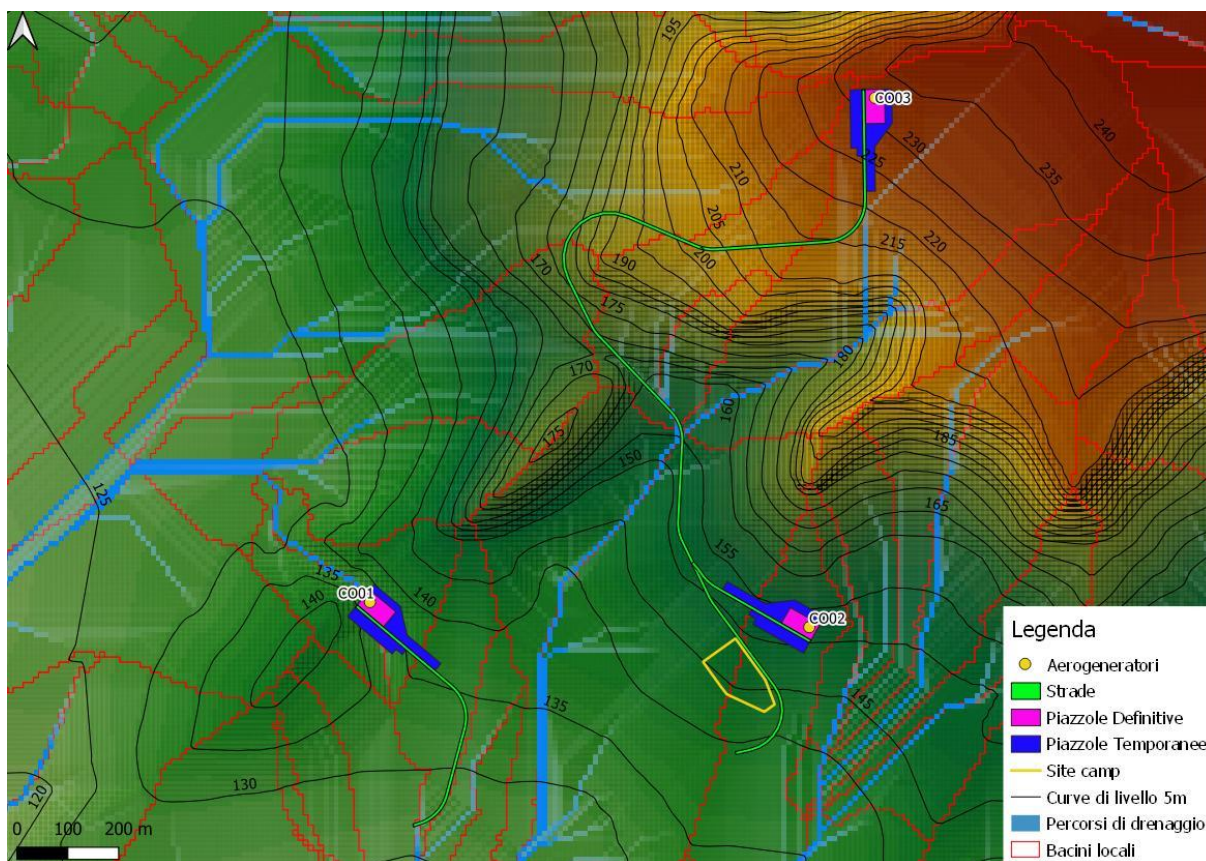 195
CO03
240
230
225
235
210
205
220
215
200
190
170
175
180
170
160
175
185
150
125
165
155
135
140
CO01
140
CO02
145
135
130
120
0 100 200 m
Legenda
Aerogeneratori
Strade
Piazzole Definitive
Piazzole Temporanee
Site camp
Curve di livello 5m
Percorsi di drenaggio
Bacini locali